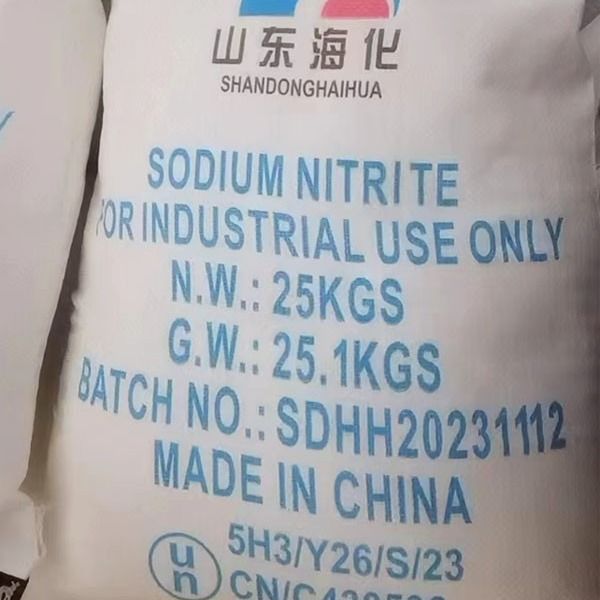 山东海化
SHANDONGHAIHUA
SODIUM NITRITE
FOR INDUSTRIAL USE ONLY
N.W.: 25KGS
G.W.: 25.1KGS
BATCH NO.: SDHH20231112
MADE IN CHINA
un
5H3/Y26/S/23